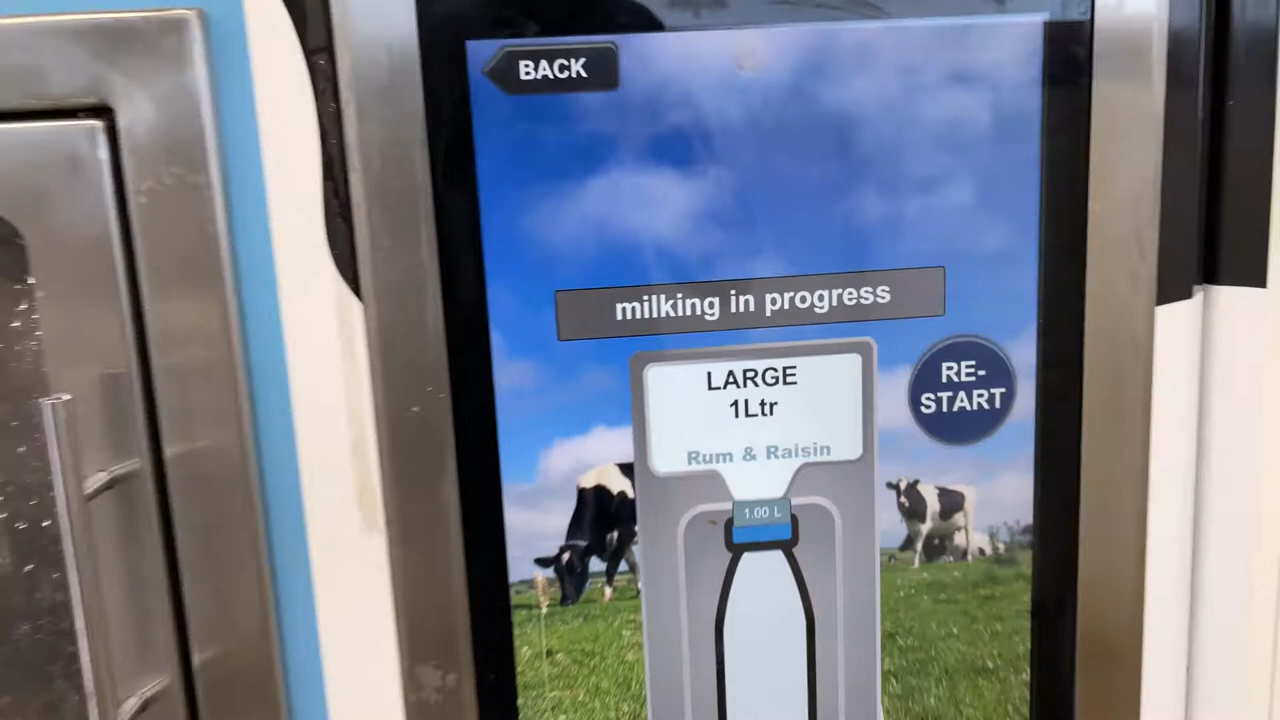 BACK
milking in progress
LARGE
1Ltr
Rum & Raisin
RE-
START
1.00 L